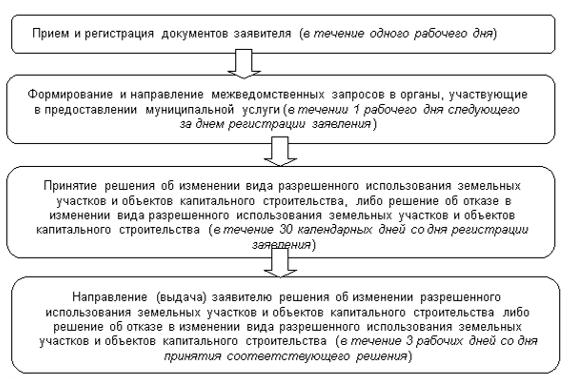 Прием и регистрация документов заявителя (в течение одного рабочего дня)
Формирование и направление межведомственных запросов в органы, участвующие
в предоставлении муниципальной услуги (в течении 1 рабочего дня следующего
за днем регистрации заявления)
Принятие решения об изменении вида разрешенного использования земельных
участков и объектов капитального строительства, либо решение об отказе в
изменении вида разрешенного использования земельных участков и объектов
капитального строительства (в течение 30 календарных дней со дня регистрации
заявления)
Направление (выдача) заявителю решения об изменении разрешенного
использования земельных участков и объектов капитального строительства либо
решение об отказе в изменении вида разрешенного использования земельных
участков и объектов капитального строительства (в течение 3 рабочих дней со дня
принятия соответствующего решения)